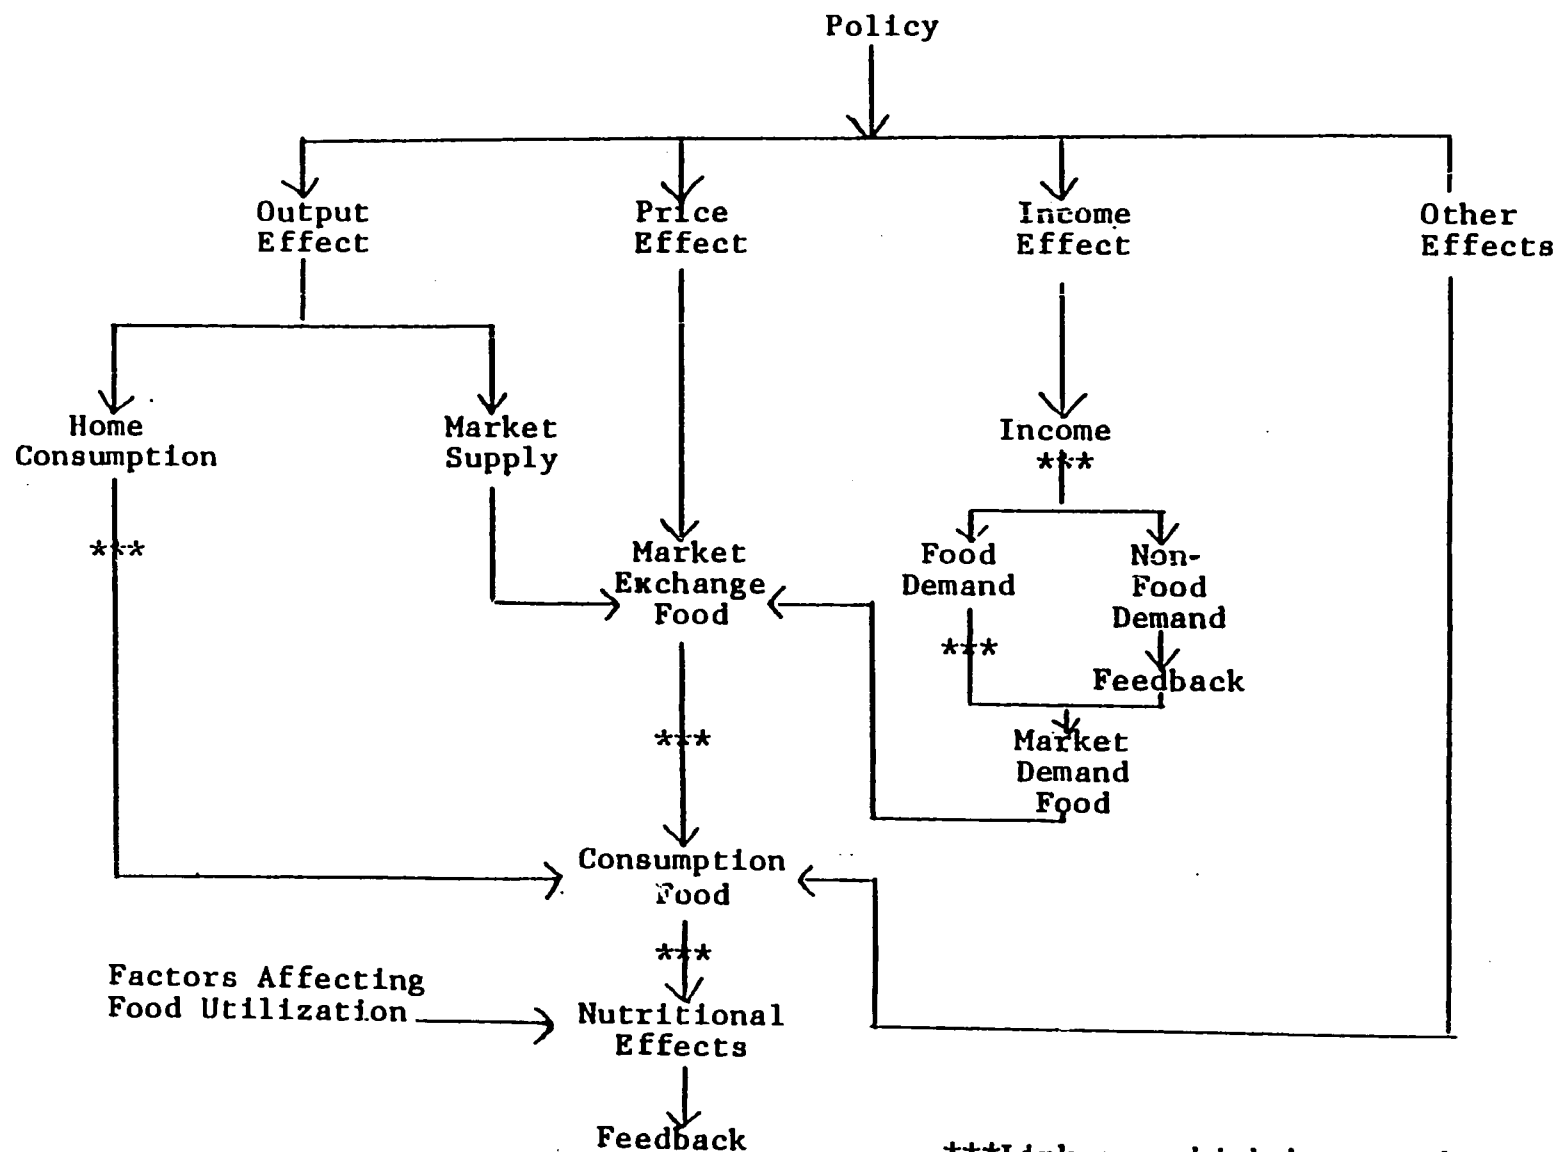 Policy
Output
Effect
Price
Effect
Income
Effect
Other
Effects
Home
Consumption
Market
Supply
Income
***
***
Market
Exchange
Food
Food
Demand
Non-
Food
Demand
***
Feedback
***
Market
Demand
Food
Consumption
Food
***
Factors Affecting
Food Utilization
Nutritional
Effects
Feedback